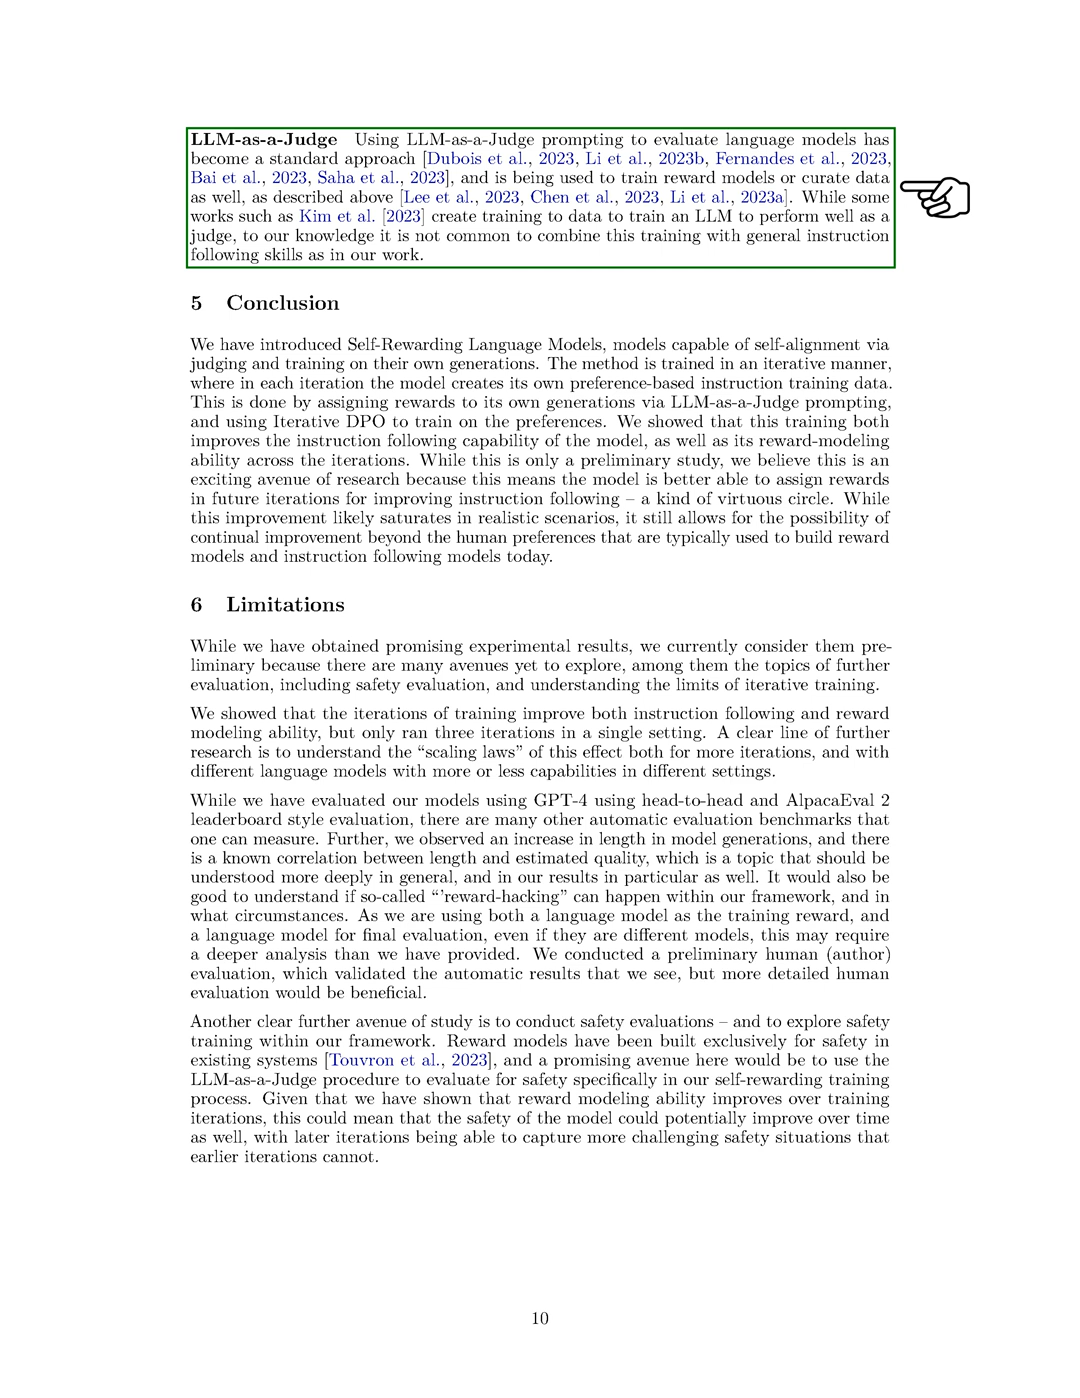 LLM-as-a-Judge Using LLM-as-a-Judge prompting to evaluate language models has
become a standard approach [Dubois et al., 2023, Li et al., 2023b, Fernandes et al., 2023,
Bai et al., 2023, Saha et al., 2023], and is being used to train reward models or curate data
as well, as described above [Lee et al., 2023, Chen et al., 2023, Li et al., 2023a]. While some
works such as Kim et al. [2023] create training to data to train an LLM to perform well as a
judge, to our knowledge it is not common to combine this training with general instruction
following skills as in our work.
5 Conclusion
We have introduced Self-Rewarding Language Models, models capable of self-alignment via
judging and training on their own generations. The method is trained in an iterative manner,
where in each iteration the model creates its own preference-based instruction training data.
This is done by assigning rewards to its own generations via LLM-as-a-Judge prompting,
and using Iterative DPO to train on the preferences. We showed that this training both
improves the instruction following capability of the model, as well as its reward-modeling
ability across the iterations. While this is only a preliminary study, we believe this is an
exciting avenue of research because this means the model is better able to assign rewards
in future iterations for improving instruction following – a kind of virtuous circle. While
this improvement likely saturates in realistic scenarios, it still allows for the possibility of
continual improvement beyond the human preferences that are typically used to build reward
models and instruction following models today.
6 Limitations
While we have obtained promising experimental results, we currently consider them pre-
liminary because there are many avenues yet to explore, among them the topics of further
evaluation, including safety evaluation, and understanding the limits of iterative training.
We showed that the iterations of training improve both instruction following and reward
modeling ability, but only ran three iterations in a single setting. A clear line of further
research is to understand the “scaling laws” of this effect both for more iterations, and with
different language models with more or less capabilities in different settings.
While we have evaluated our models using GPT-4 using head-to-head and AlpacaEval 2
leaderboard style evaluation, there are many other automatic evaluation benchmarks that
one can measure. Further, we observed an increase in length in model generations, and there
is a known correlation between length and estimated quality, which is a topic that should be
understood more deeply in general, and in our results in particular as well. It would also be
good to understand if so-called “’reward-hacking” can happen within our framework, and in
what circumstances. As we are using both a language model as the training reward, and
a language model for final evaluation, even if they are different models, this may require
a deeper analysis than we have provided. We conducted a preliminary human (author)
evaluation, which validated the automatic results that we see, but more detailed human
evaluation would be beneficial.
Another clear further avenue of study is to conduct safety evaluations – and to explore safety
training within our framework. Reward models have been built exclusively for safety in
existing systems [Touvron et al., 2023], and a promising avenue here would be to use the
LLM-as-a-Judge procedure to evaluate for safety specifically in our self-rewarding training
process. Given that we have shown that reward modeling ability improves over training
iterations, this could mean that the safety of the model could potentially improve over time
as well, with later iterations being able to capture more challenging safety situations that
earlier iterations cannot.
10